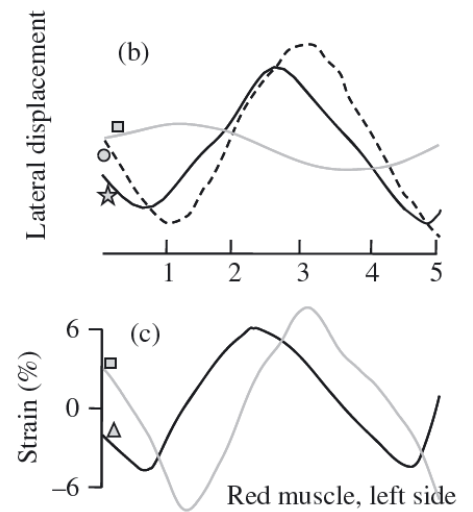 (b)
Lateral displacement
1 2 3 4 5
(c)
Strain (%)
6
0
–6
Red muscle, left side